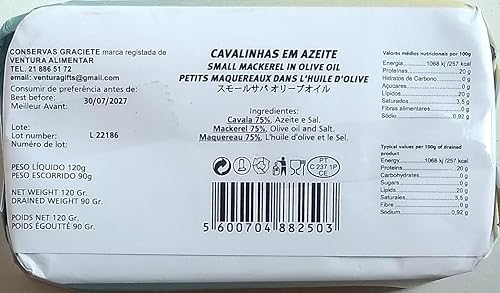 CONSERVAS GRACIETE marca registada de
VENTURA ALIMENTAR
TEL. 21 886 51 72
email: venturagifts@gmail.com
Consumir de preferência antes de:
Best before: 30/07/2027
Meilleur Avant:
Lote:
Lot number: L 22186
Numéro de lot:
PESO LÍQUIDO 120g
PESO ESCORRIDO 90g
NET WEIGHT 120 Gr.
DRAINED WEIGHT 90 Gr.
POIDS NET 120 Gr.
POIDS ÉGOUTTÉ 90 Gr.
CAVALINHAS EM AZEITE
SMALL MACKEREL IN OLIVE OIL
PETITS MAQUEREAUX DANS L'HUILE D'OLIVE
スモールサバ オリーブオイル
Ingredientes:
Cavala 75%, Azeite e Sal.
Mackerel 75%, Olive oil and Salt.
Maquereau 75%, L'huile d'olive et le Sel.
PT
C 237 1P
CE
5 600704 882503
Valores médios nutricionais por 100g
Energia 1068 kj /257 kcal
Proteínas 20 g
Hidratos de Carbono 0 g
Açucares 0 g
Lípidos 20 g
Saturados 3,5 g
Fibras alimentares 0 g
Sódio 0,92 g
Typical values per 100g of drained
product
Energy 1068 kj /257 kcal
Proteins 20 g
Carbohydrates 0 g
Sugars 0 g
Lipids 20 g
Saturates 3,5 g
Fibre 0 g
Sodium 0,92 g